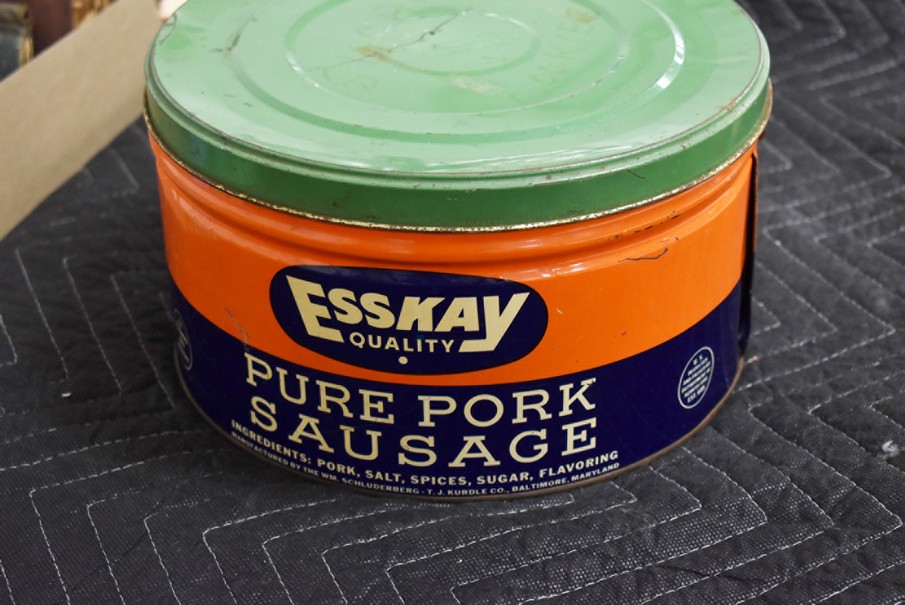 ESSKAY
QUALITY
PURE PORK
SAUSAGE
INGREDIENTS: PORK, SALT, SPICES, SUGAR, FLAVORING
MANUFACTURED BY THE WM. SCHLUDERBERG - T. J. KURDLE CO., BALTIMORE, MARYLAND